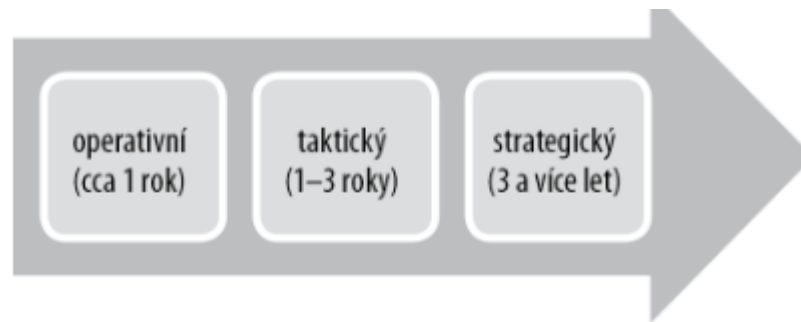 operativní
(cca 1 rok)
taktický
(1–3 roky)
strategický
(3 a více let)